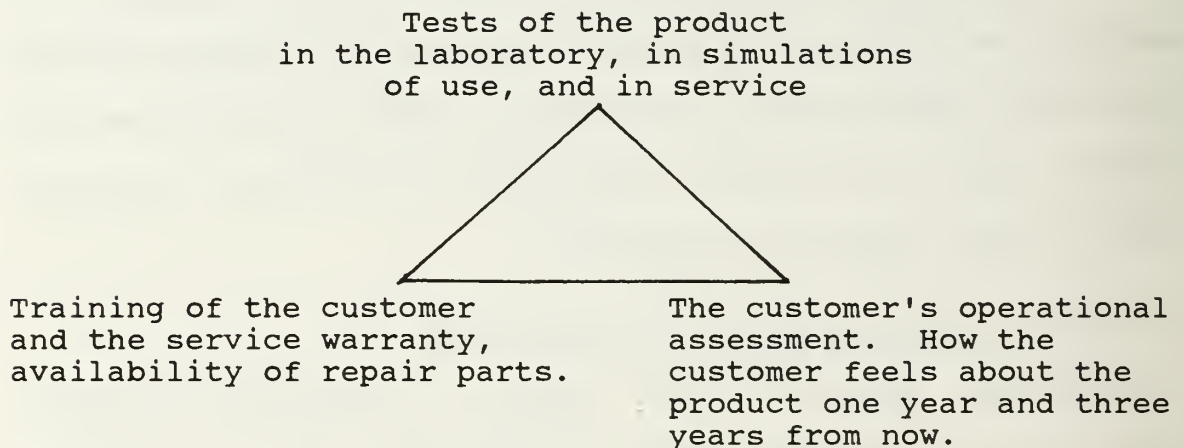 Tests of the product
in the laboratory, in simulations
of use, and in service
Training of the customer
and the service warranty,
availability of repair parts.
The customer's operational
assessment. How the
customer feels about the
product one year and three
years from now.